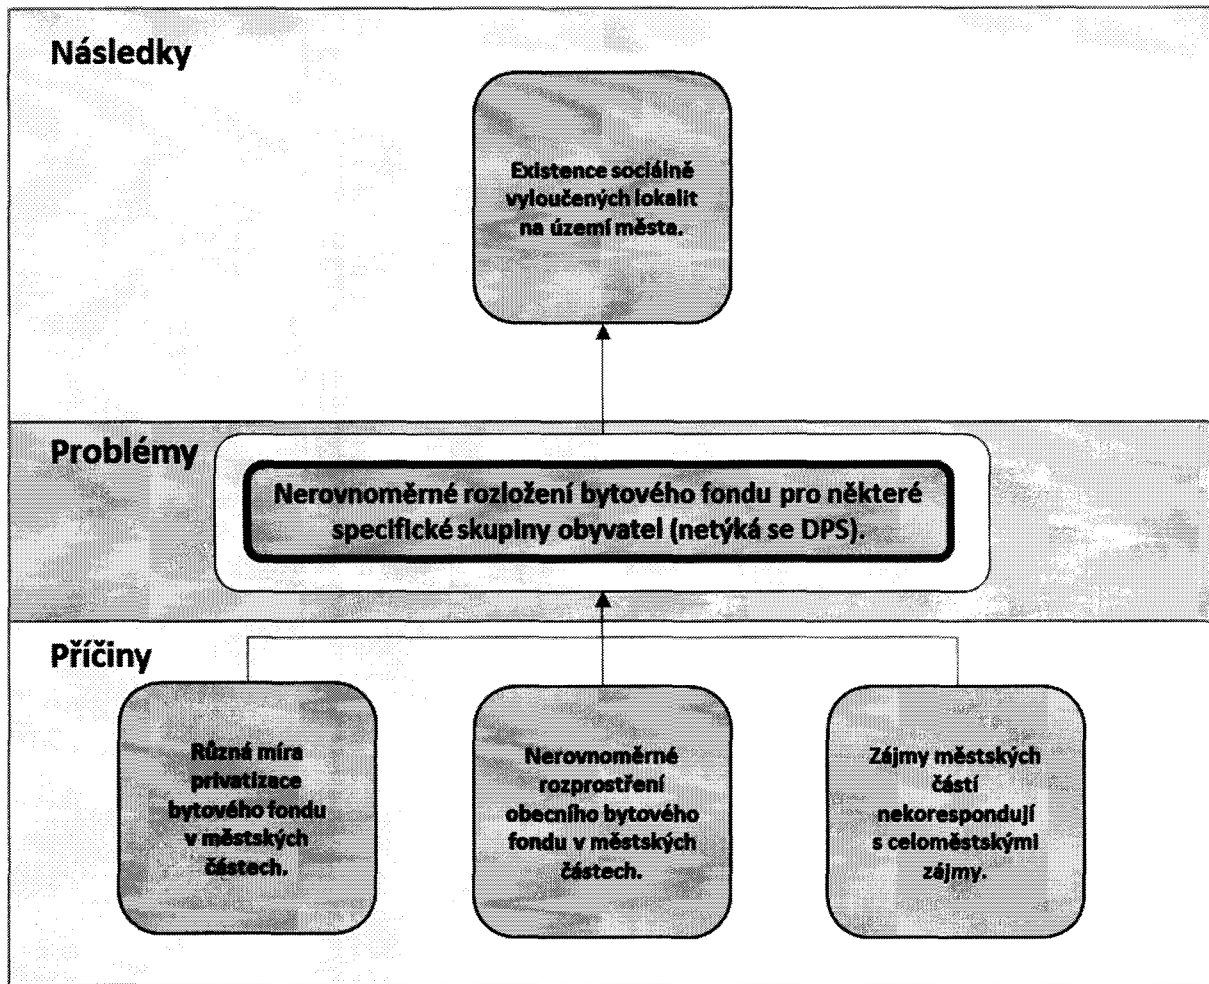 Následky
Existence sociálně
vyloučených lokalit
na území města.
Problémy
Nerovnoměrné rozložení bytového fondu pro některé
specifické skupiny obyvatel (netýká se DPS).
Příčiny
Různá míra
privatizace
bytového fondu
v městských
částech.
Nerovnoměrné
rozprostření
obecního bytového
fondu v městských
částech.
Zájmy městských
částí
nekorespondují
s celoměstskými
zájmy.